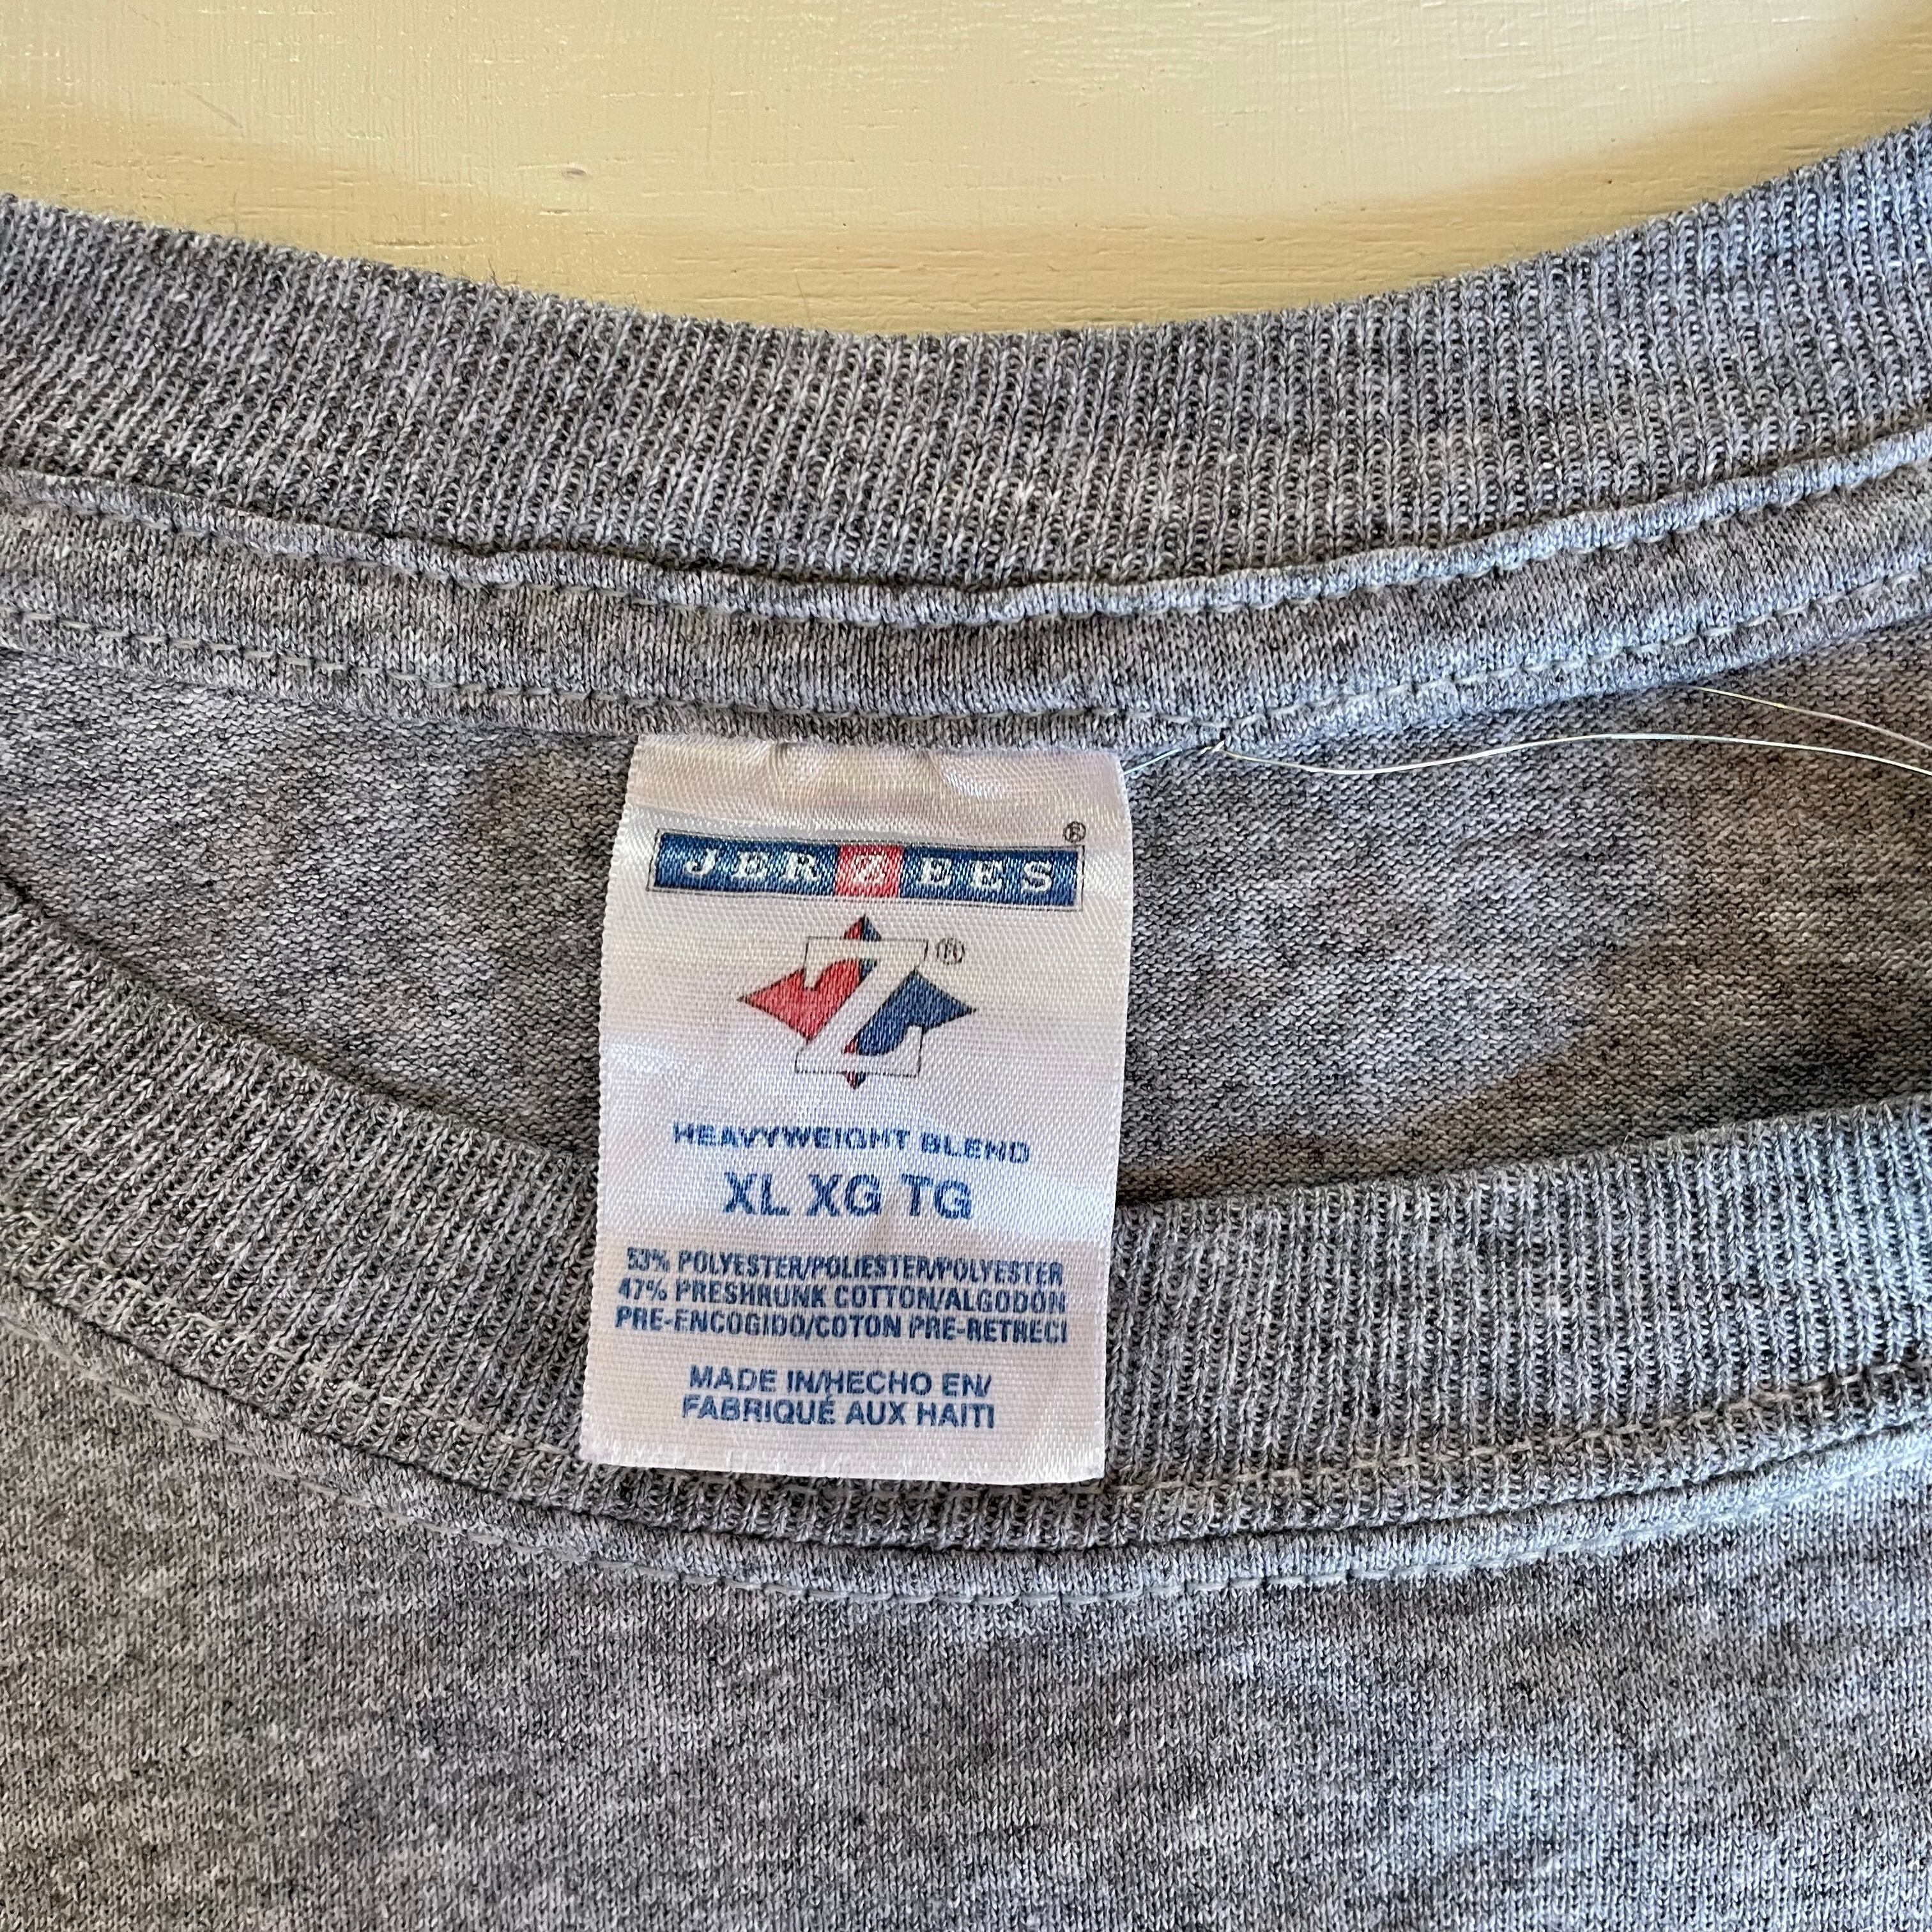 JERZEES®
Z®
HEAVYWEIGHT BLEND
XL XG TG
53% POLYESTER/POLIESTER/POLYESTER
47% PRESHRUNK COTTON/ALGODÓN
PRE-ENCOGIDO/COTON PRE-RETRECI
MADE IN/HECHO EN/
FABRIQUÉ AUX HAITI